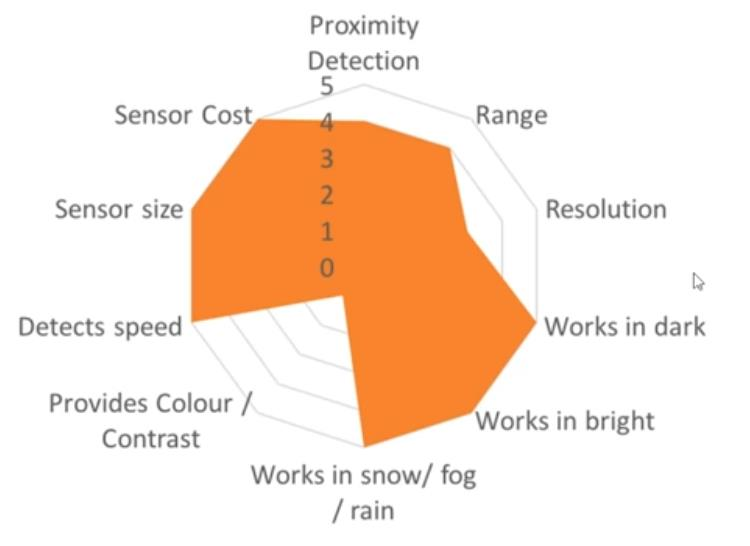 Proximity
Detection
5
Sensor Cost
4
Range
3
2
Sensor size
Resolution
1
0
Detects speed
Works in dark
Provides Colour /
Contrast
Works in bright
Works in snow/ fog
/ rain